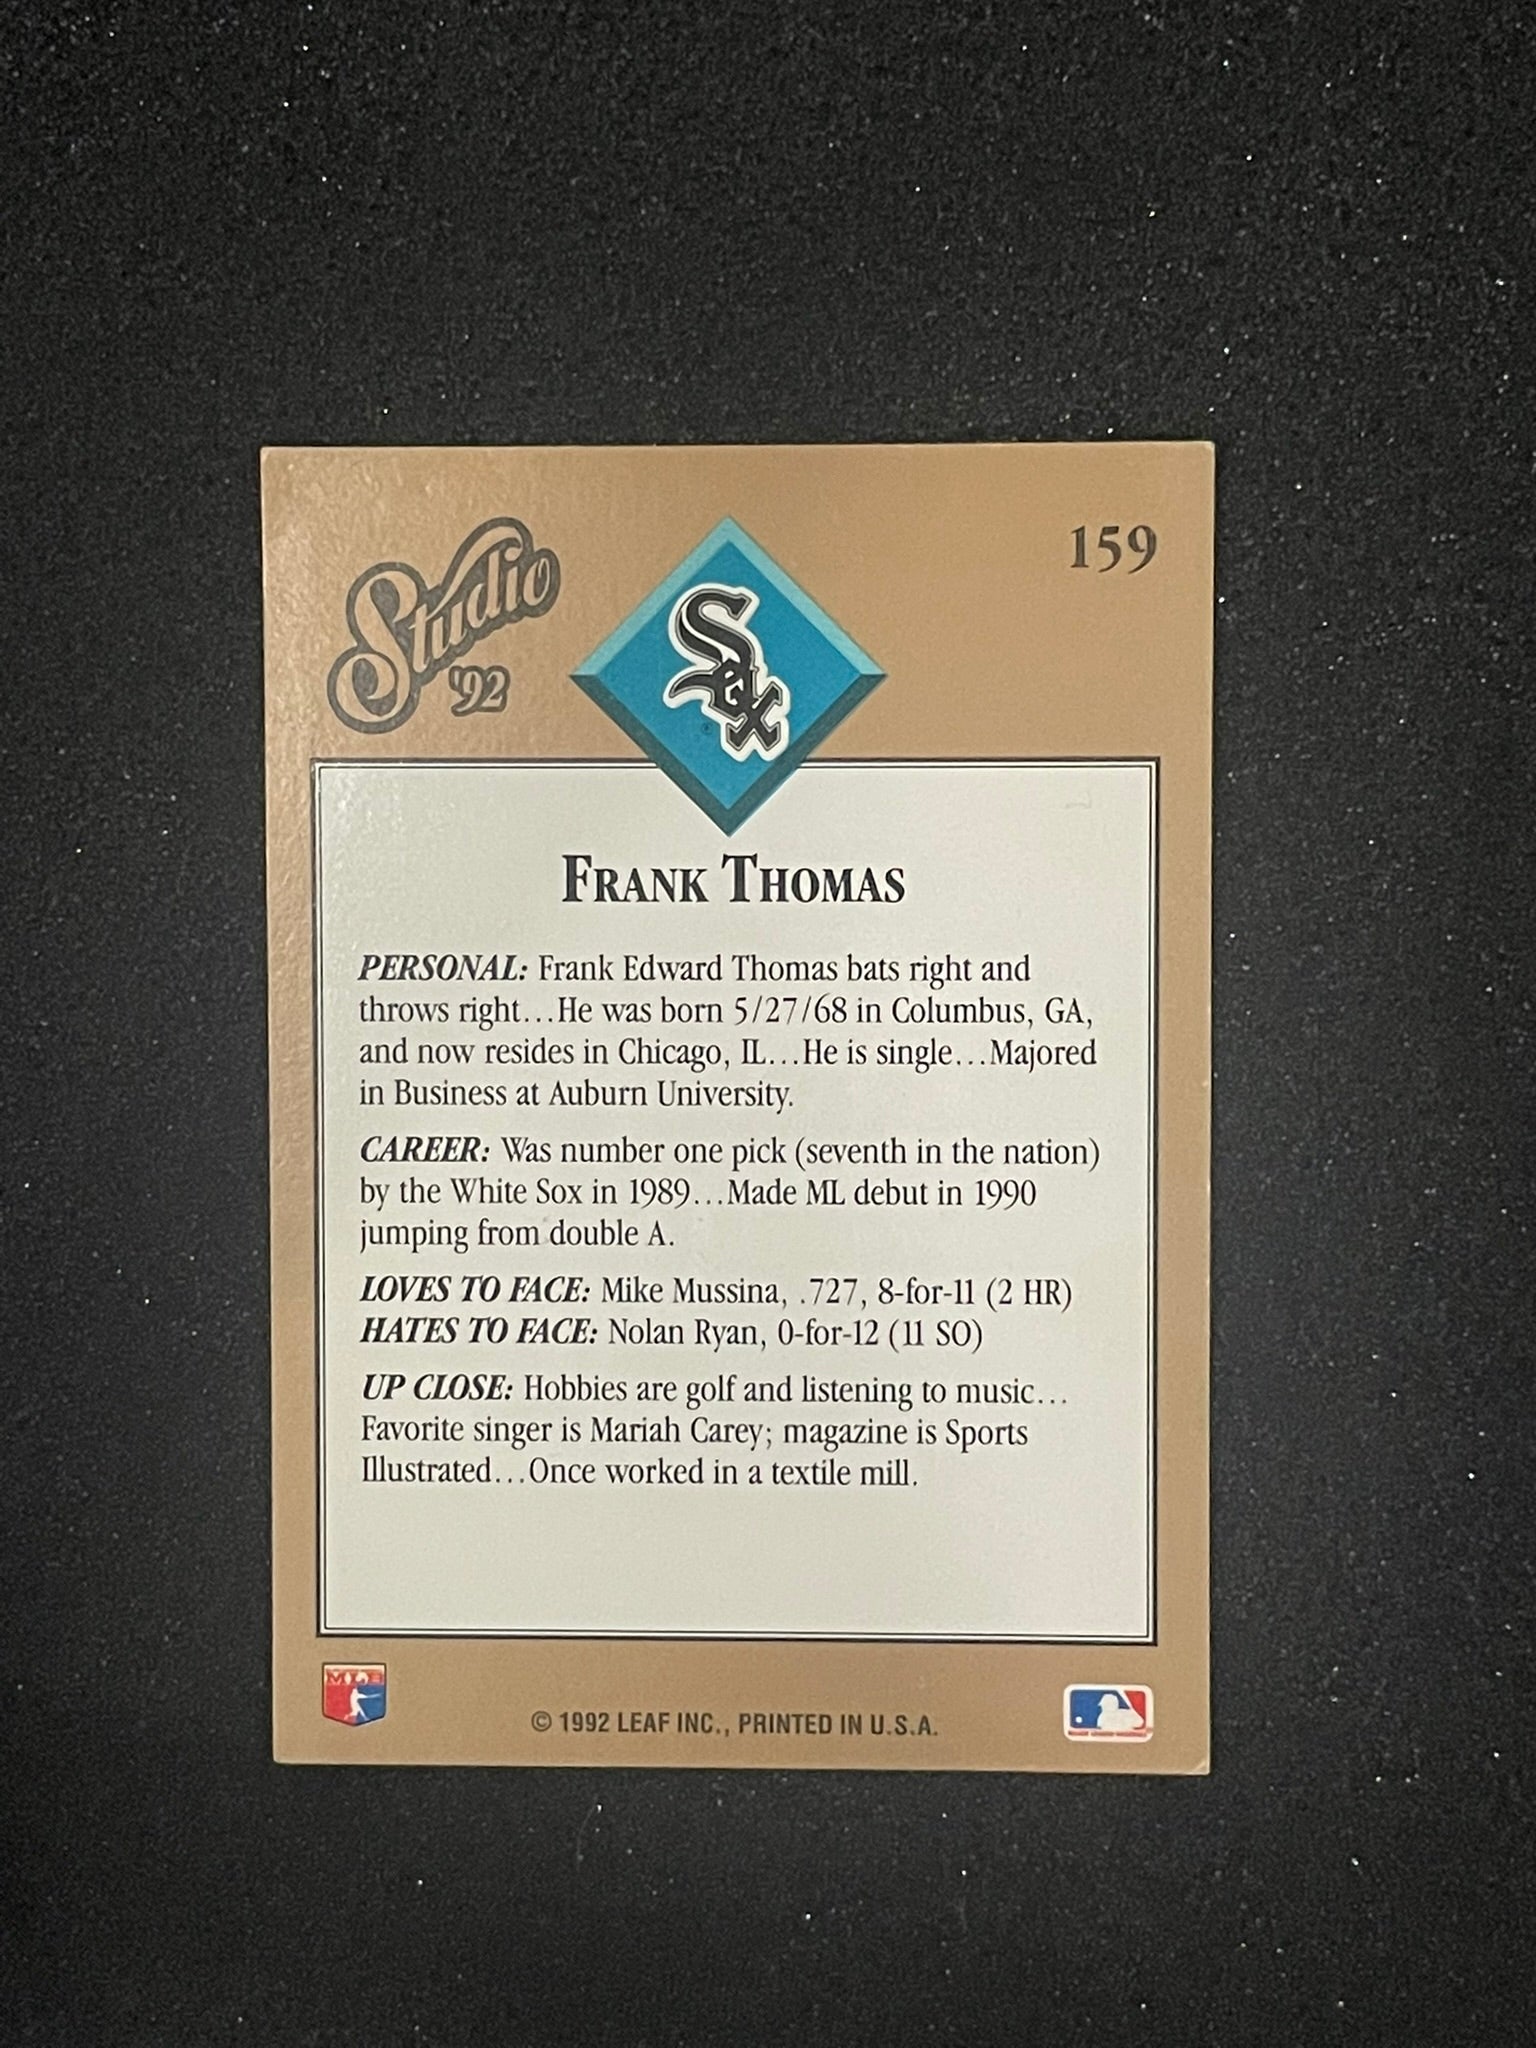 Studio
'92
159
Sox
®
FRANK THOMAS
PERSONAL: Frank Edward Thomas bats right and
throws right...He was born 5/27/68 in Columbus, GA,
and now resides in Chicago, IL...He is single...Majored
in Business at Auburn University.
CAREER: Was number one pick (seventh in the nation)
by the White Sox in 1989...Made ML debut in 1990
jumping from double A.
LOVES TO FACE: Mike Mussina, .727, 8-for-11 (2 HR)
HATES TO FACE: Nolan Ryan, 0-for-12 (11 SO)
UP CLOSE: Hobbies are golf and listening to music...
Favorite singer is Mariah Carey; magazine is Sports
Illustrated...Once worked in a textile mill.
© 1992 LEAF INC., PRINTED IN U.S.A.